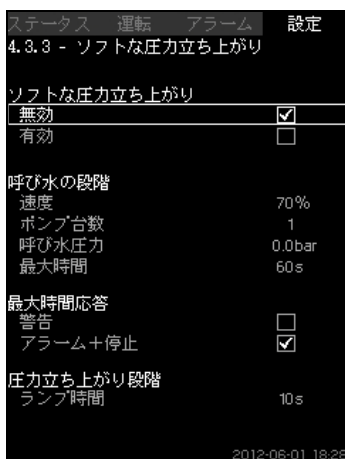 ステータス 運転 アラーム 設定
4.3.3 - ソフトな圧力立ち上がり
ソフトな圧力立ち上がり
無効
有効
呼び水の段階
速度 70%
ポンプ台数 1
呼び水圧力 0.0bar
最大時間 60s
最大時間応答
警告
アラーム+停止
圧力立ち上がり段階
ランプ時間 10s
2012-06-01 18:28